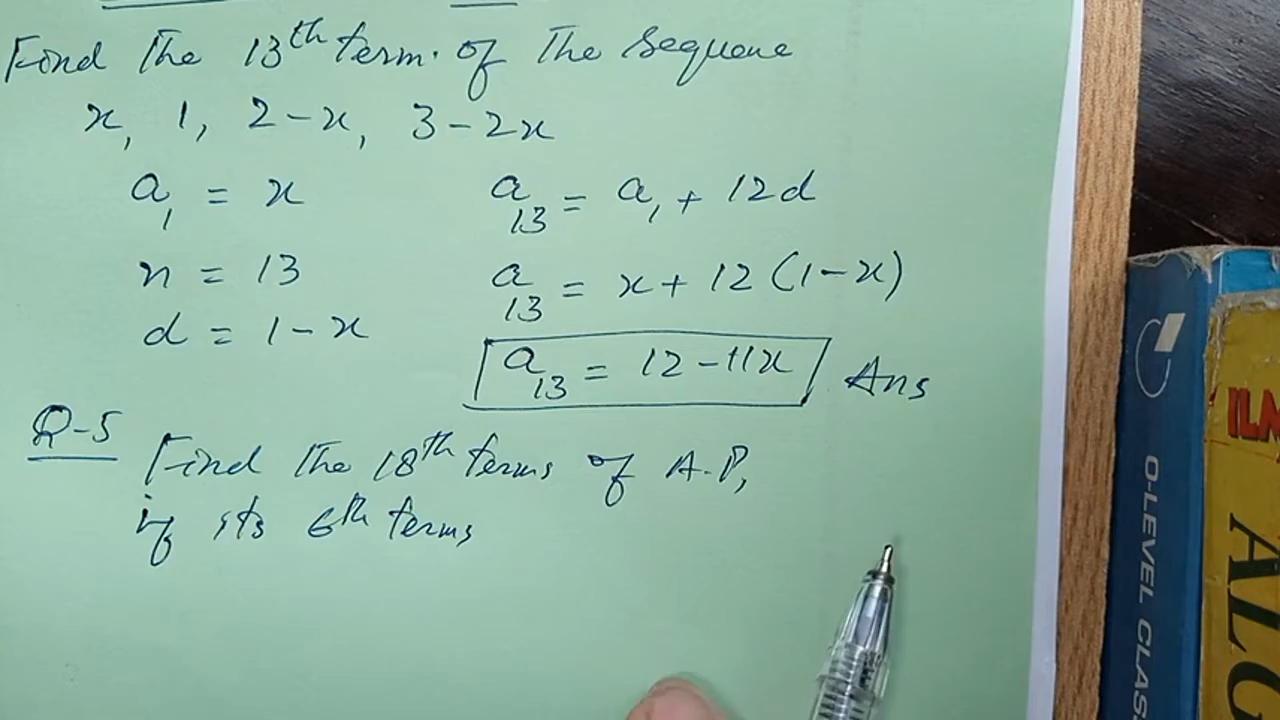 Find the 13th term. of the sequene
x, 1, 2-x, 3-2x
a1 = x
a13 = a1 + 12d
n = 13
a13 = x + 12 (1-x)
d = 1-x
a13 = 12-11x Ans
Q-5
Find the 18th terms of A.P,
if its 6th terms
O-LEVEL CLAS